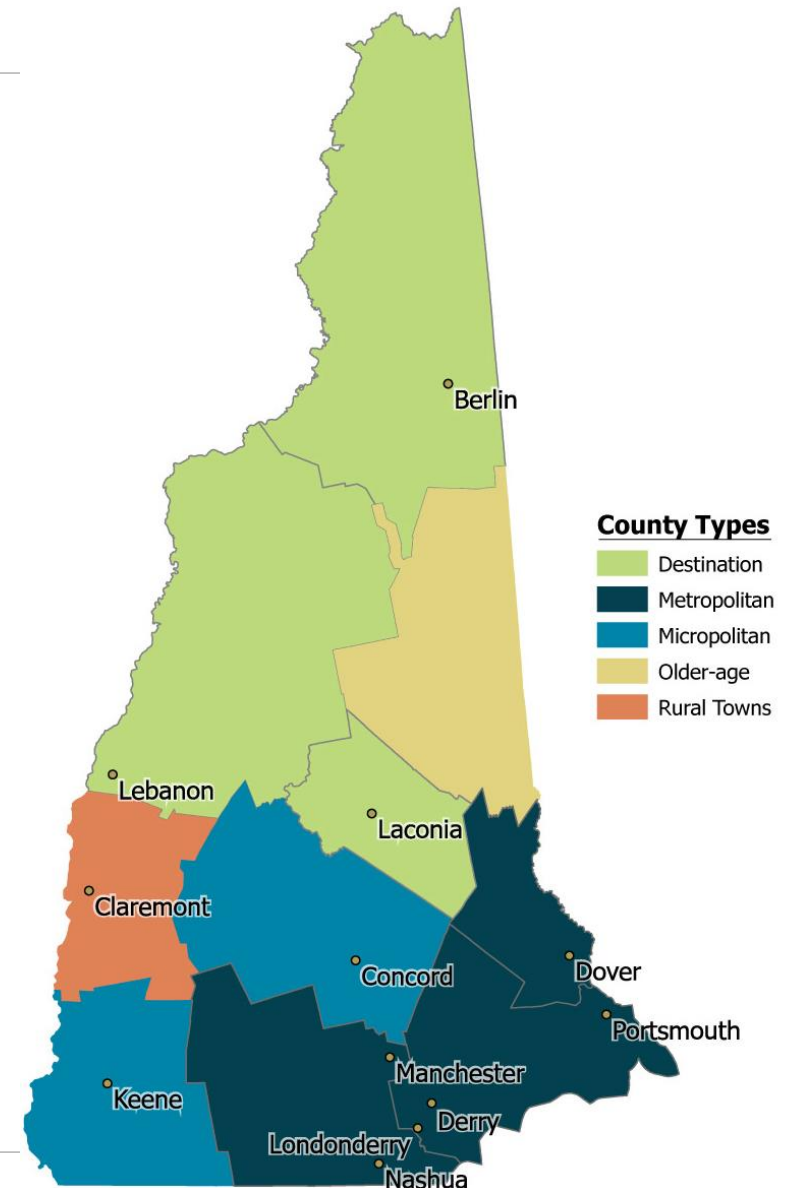 Berlin
County Types
Destination
Metropolitan
Micropolitan
Older-age
Rural Towns
Lebanon
Laconia
Claremont
Concord
Dover
Portsmouth
Manchester
Keene
Derry
Londonderry
Nashua